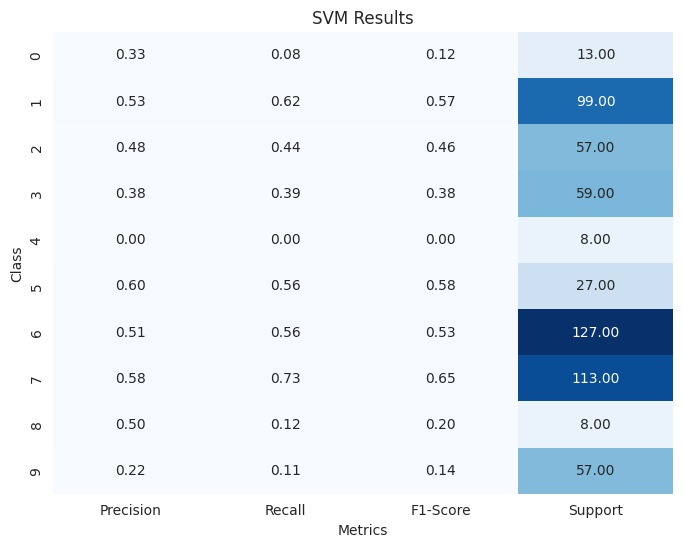 SVM Results
0 0.33 0.08 0.12 13.00
1 0.53 0.62 0.57 99.00
2 0.48 0.44 0.46 57.00
3 0.38 0.39 0.38 59.00
4 0.00 0.00 0.00 8.00
5 0.60 0.56 0.58 27.00
6 0.51 0.56 0.53 127.00
7 0.58 0.73 0.65 113.00
8 0.50 0.12 0.20 8.00
9 0.22 0.11 0.14 57.00
Class
Precision Recall F1-Score Support
Metrics